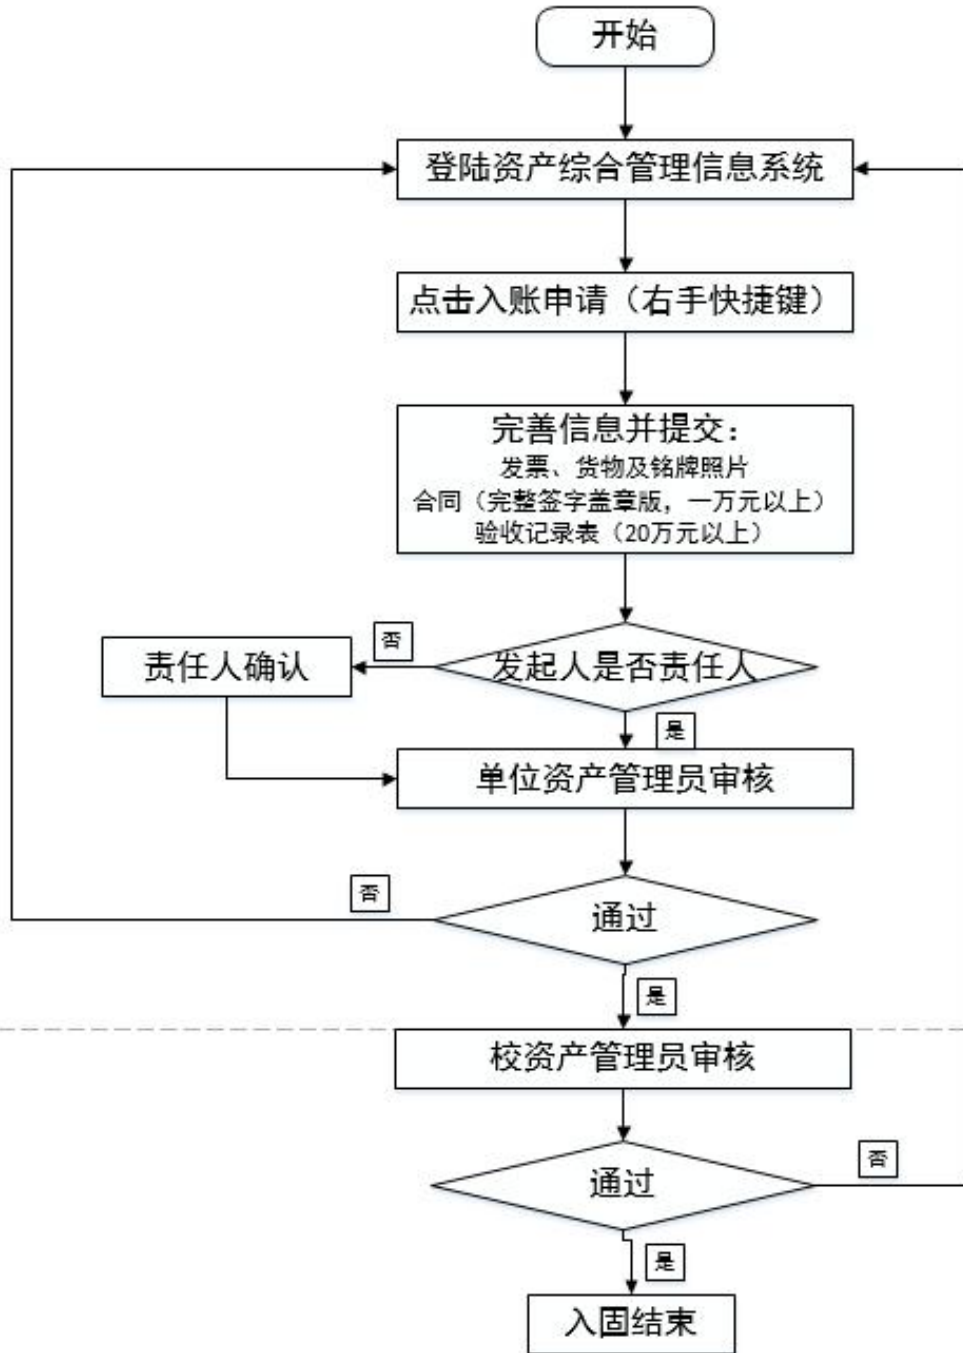 开始
登陆资产综合管理信息系统
点击入账申请（右手快捷键）
完善信息并提交：
发票、货物及铭牌照片
合同（完整签字盖章版，一万元以上）
验收记录表（20万元以上）
否
责任人确认
发起人是否责任人
是
单位资产管理员审核
否
通过
是
校资产管理员审核
否
通过
是
入固结束